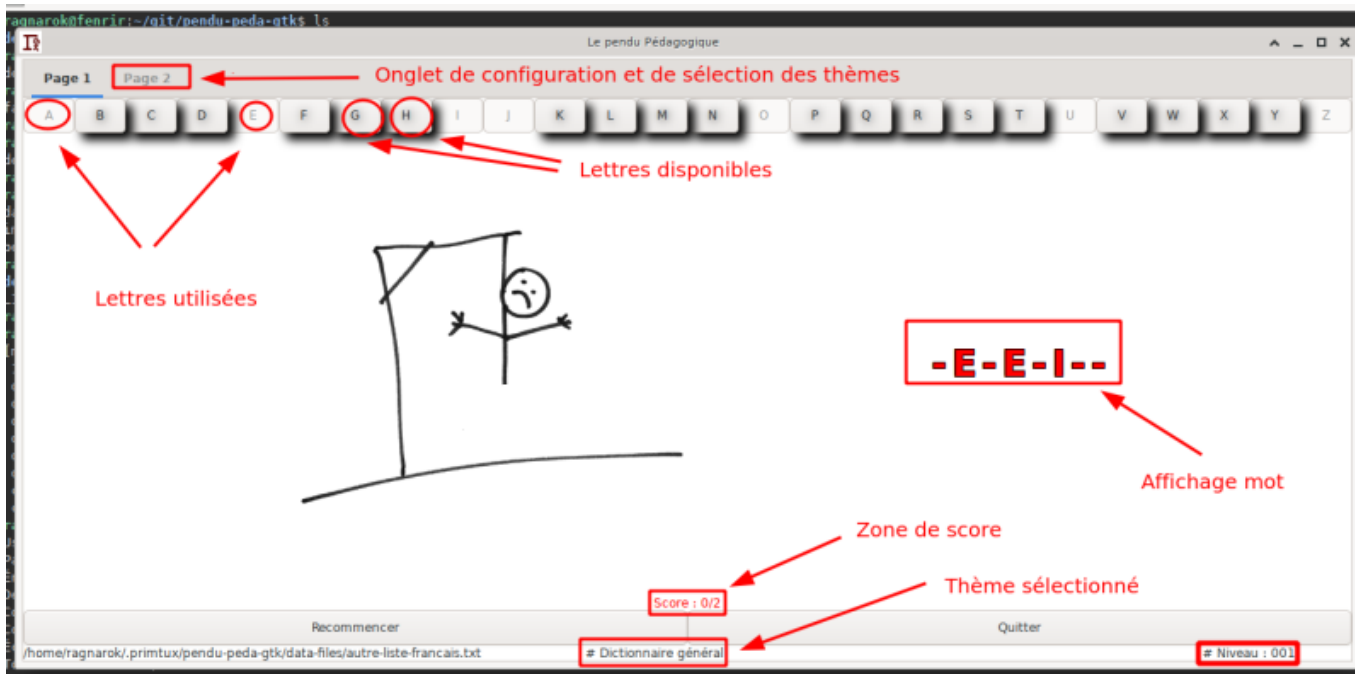 ragnarok@fenrir:~/git/pendu-peda-gtk$ ls
Le pendu Pédagogique
Page 1 Page 2 Onglet de configuration et de sélection des thèmes
A B C D E F G H I J K L M N O P Q R S T U V W X Y Z
Lettres disponibles
Lettres utilisées
-E-E-I--
Affichage mot
Zone de score
Thème sélectionné
Score : 0/2
Recommencer Quitter
/home/ragnarok/.primtux/pendu-peda-gtk/data-files/autre-liste-francais.txt # Dictionnaire général # Niveau : 001